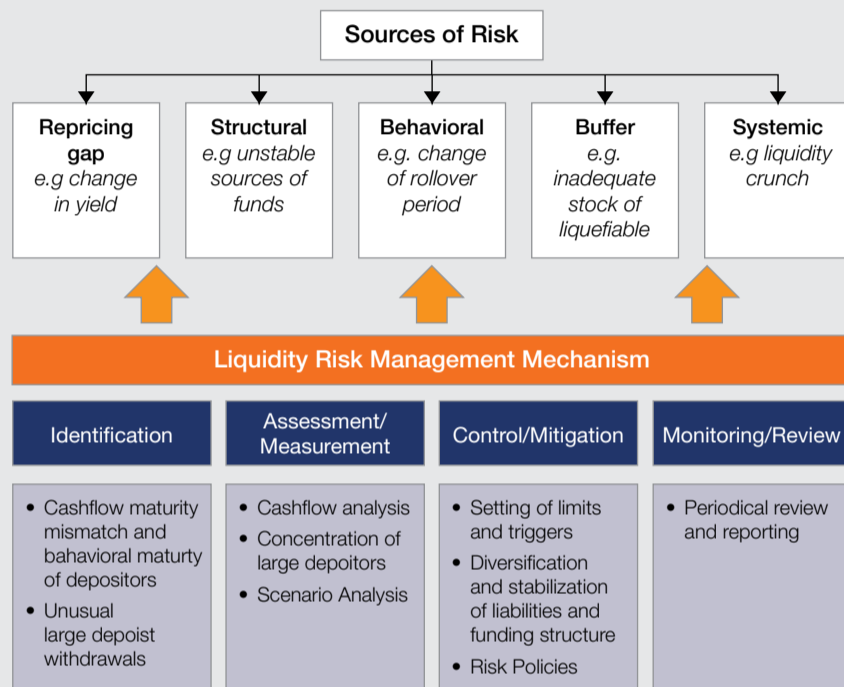 Sources of Risk
Repricing
gap
e.g change
in yield
Structural
e.g unstable
sources of
funds
Behavioral
e.g. change
of rollover
period
Buffer
e.g.
inadequate
stock of
liquefiable
Systemic
e.g liquidity
crunch
Liquidity Risk Management Mechanism
Identification
Assessment/
Measurement
Control/Mitigation
Monitoring/Review
• Cashflow maturity
mismatch and
bahavioral maturty
of depositors
• Unusual
large depoist
withdrawals
• Cashflow analysis
• Concentration of
large depoitors
• Scenario Analysis
• Setting of limits
and triggers
• Diversification
and stabilization
of liabilities and
funding structure
• Risk Policies
• Periodical review
and reporting